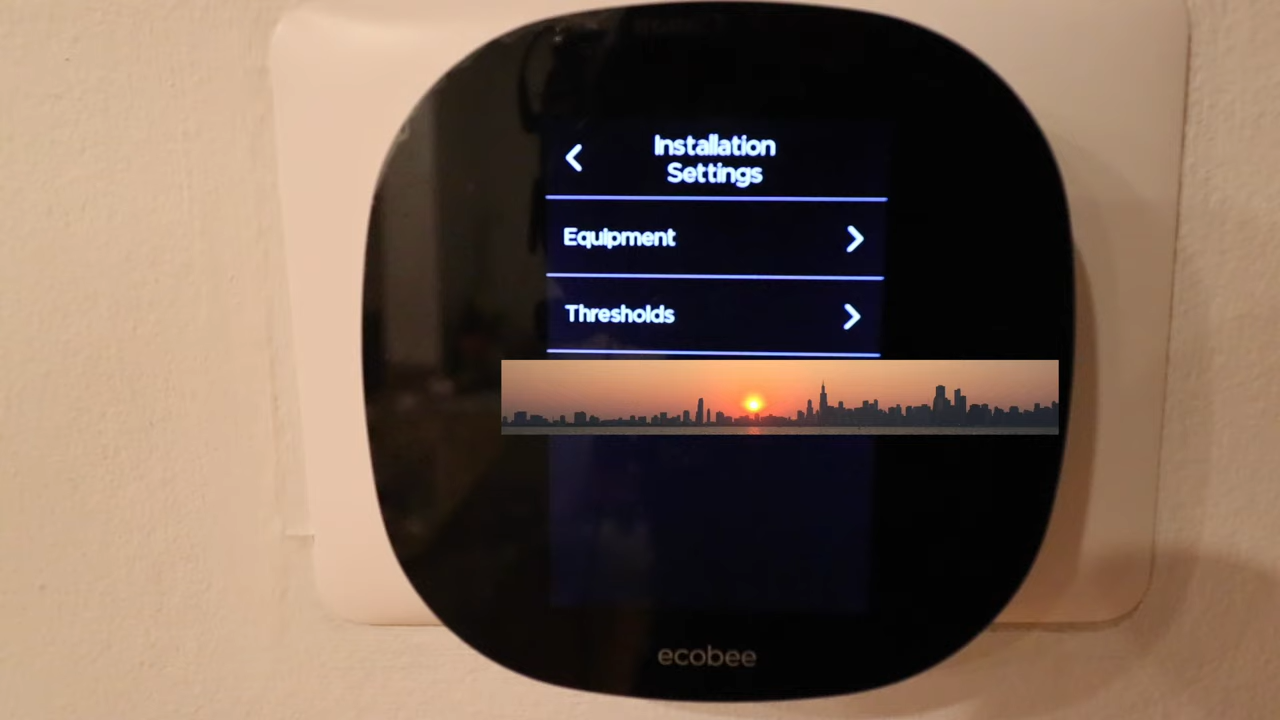 Installation
Settings
Equipment
Thresholds
ecobee